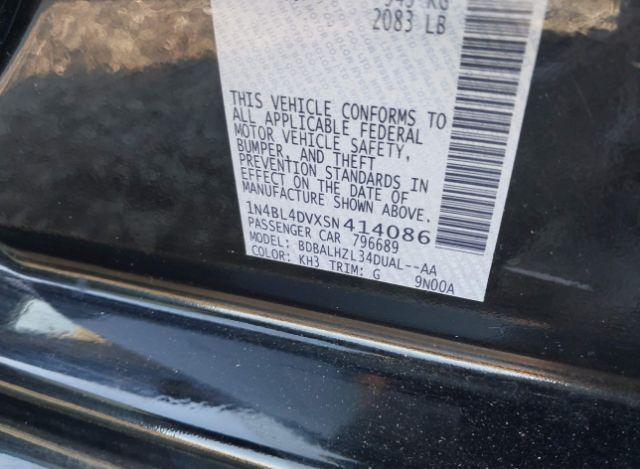 KG
2083 LB
THIS VEHICLE CONFORMS TO
ALL APPLICABLE FEDERAL
MOTOR VEHICLE SAFETY,
BUMPER, AND THEFT
PREVENTION STANDARDS IN
EFFECT ON THE DATE OF
MANUFACTURE SHOWN ABOVE.
1N4BL4DVXSN414086
PASSENGER CAR 796689
MODEL: BDBALHZL34DUAL--AA
COLOR: KH3 TRIM: G 9N00A